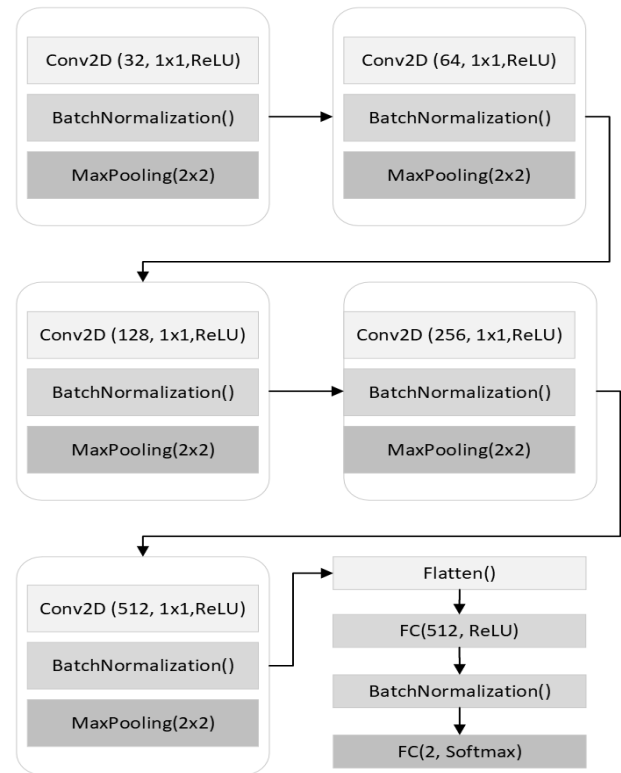 Conv2D (32, 1x1,ReLU)
BatchNormalization()
MaxPooling(2x2)
Conv2D (64, 1x1,ReLU)
BatchNormalization()
MaxPooling(2x2)
Conv2D (128, 1x1,ReLU)
BatchNormalization()
MaxPooling(2x2)
Conv2D (256, 1x1,ReLU)
BatchNormalization()
MaxPooling(2x2)
Conv2D (512, 1x1,ReLU)
BatchNormalization()
MaxPooling(2x2)
Flatten()
FC(512, ReLU)
BatchNormalization()
FC(2, Softmax)